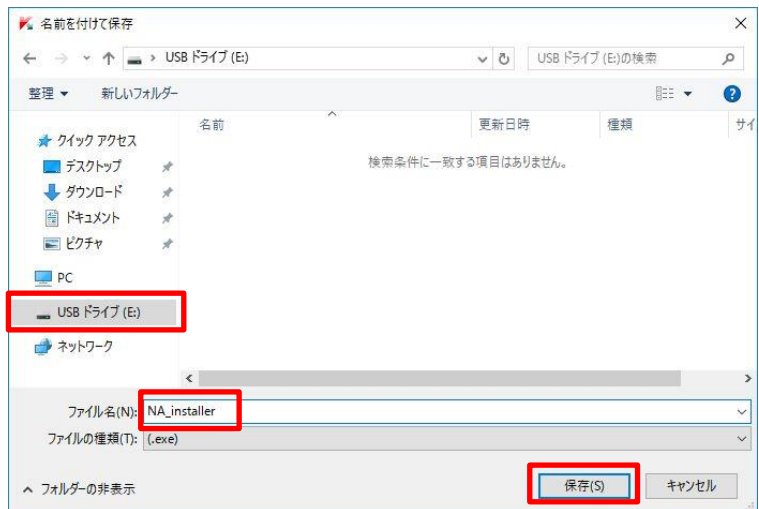 名前を付けて保存
USB ドライブ (E:)
USB ドライブ (E:)の検索
整理
新しいフォルダー
名前
更新日時
種類
サイ
検索条件に一致する項目はありません。
クイック アクセス
デスクトップ
ダウンロード
ドキュメント
ピクチャ
PC
USB ドライブ (E:)
ネットワーク
ファイル名(N): NA_installer
ファイルの種類(T): (.exe)
フォルダーの非表示
保存(S)
キャンセル